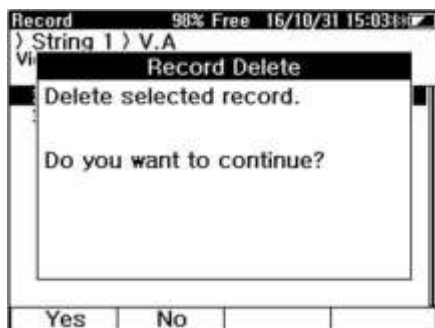 Record 98% Free 16/10/31 15:03
> String 1 > V.A
Vi
Record Delete
Delete selected record.
Do you want to continue?
Yes No